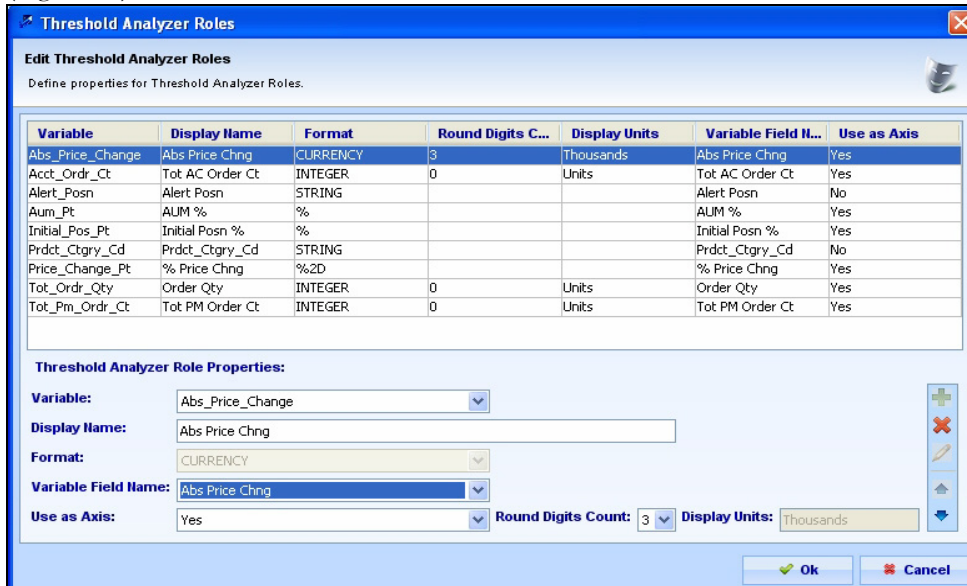 Threshold Analyzer Roles
Edit Threshold Analyzer Roles
Define properties for Threshold Analyzer Roles.
Variable Display Name Format Round Digits C... Display Units Variable Field N... Use as Axis
Abs_Price_Change Abs Price Chng CURRENCY 3 Thousands Abs Price Chng Yes
Acct_Ordr_Ct Tot AC Order Ct INTEGER 0 Units Tot AC Order Ct Yes
Alert_Posn Alert Posn STRING Alert Posn No
Aum_Pt AUM % % AUM % Yes
Initial_Pos_Pt Initial Posn % % Initial Posn % Yes
Prdct_Ctgry_Cd Prdct_Ctgry_Cd STRING Prdct_Ctgry_Cd No
Price_Change_Pt % Price Chng %2D % Price Chng Yes
Tot_Ordr_Qty Order Qty INTEGER 0 Units Order Qty Yes
Tot_Pm_Ordr_Ct Tot PM Order Ct INTEGER 0 Units Tot PM Order Ct Yes
Threshold Analyzer Role Properties:
Variable: Abs_Price_Change
Display Name: Abs Price Chng
Format: CURRENCY
Variable Field Name: Abs Price Chng
Use as Axis: Yes Round Digits Count: 3 Display Units: Thousands
Ok Cancel